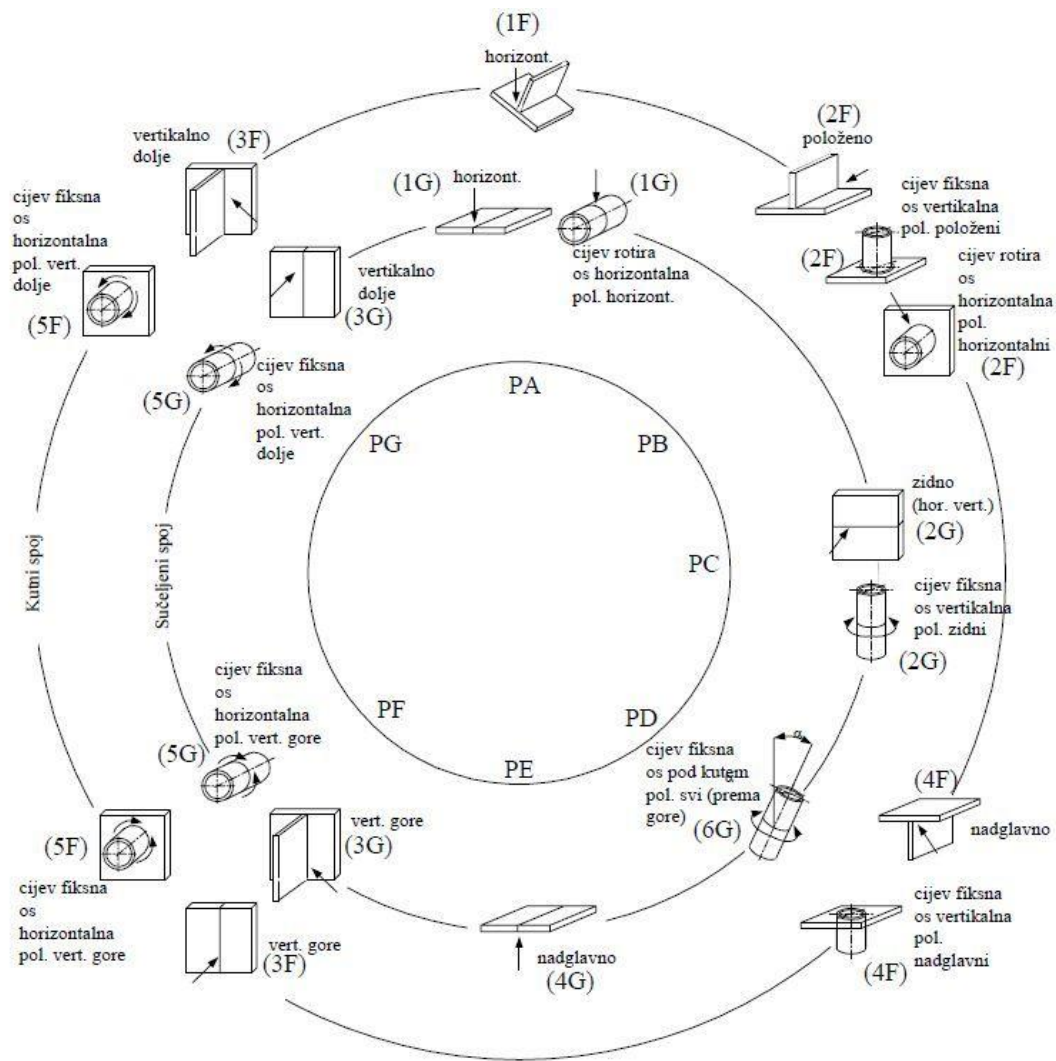 (1F)
horizont.
(2F)
položeno
vertikalno
dolje
(3F)
(1G)
horizont.
(1G)
cijev rotira
os horizontalna
pol. horizont.
cijev fiksna
os vertikalna
pol. položeni
(2F)
cijev rotira
os
horizontalna
pol.
horizontalni
(2F)
cijev fiksna
os
horizontalna
pol. vert.
dolje
(5F)
vertikalno
dolje
(3G)
(5G)
cijev fiksna
os
horizontalna
pol. vert.
dolje
PA
PB
PC
PD
PE
PF
PG
zidno
(hor. vert.)
(2G)
cijev fiksna
os vertikalna
pol. zidni
(2G)
Kutni spoj
Sučeljeni spoj
cijev fiksna
os
horizontalna
pol. vert. gore
(5G)
cijev fiksna
os pod kutem
pol. svi (prema
gore)
(6G)
(4F)
nadglavno
(5F)
cijev fiksna
os
horizontalna
pol. vert. gore
vert. gore
(3G)
vert. gore
(3F)
nadglavno
(4G)
cijev fiksna
os vertikalna
pol.
nadglavni
(4F)